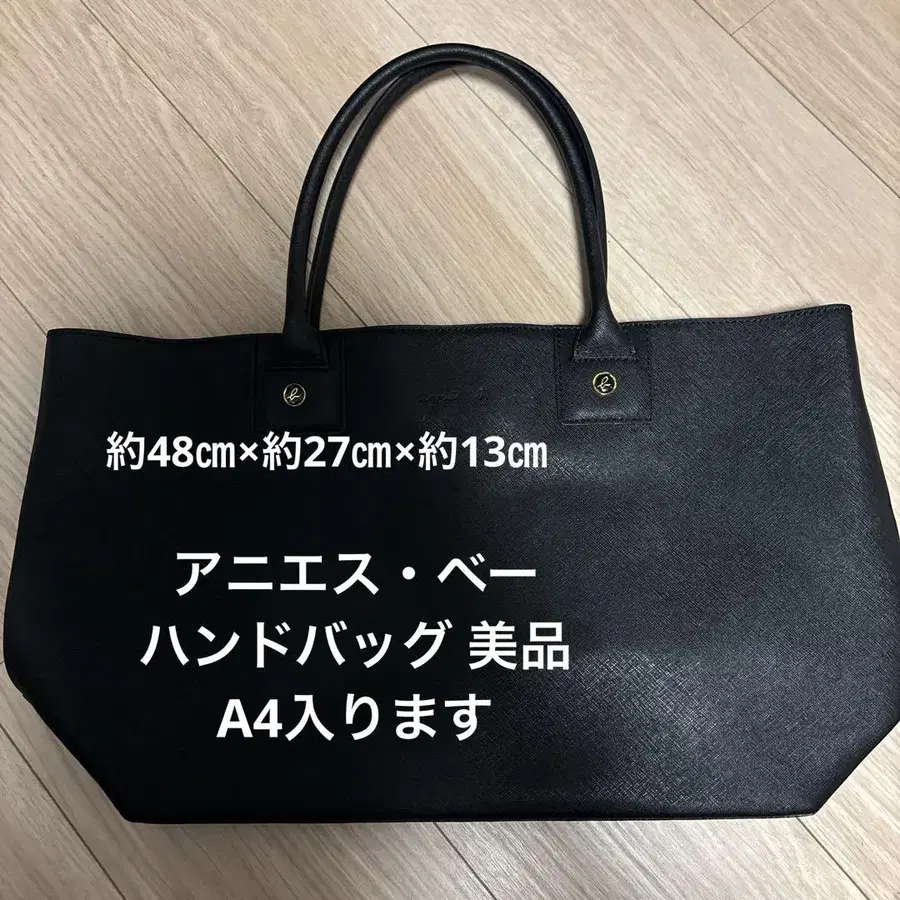 agnès b.
約48㎝×約27㎝×約13㎝
アニエス・ベー
ハンドバッグ 美品
A4入ります